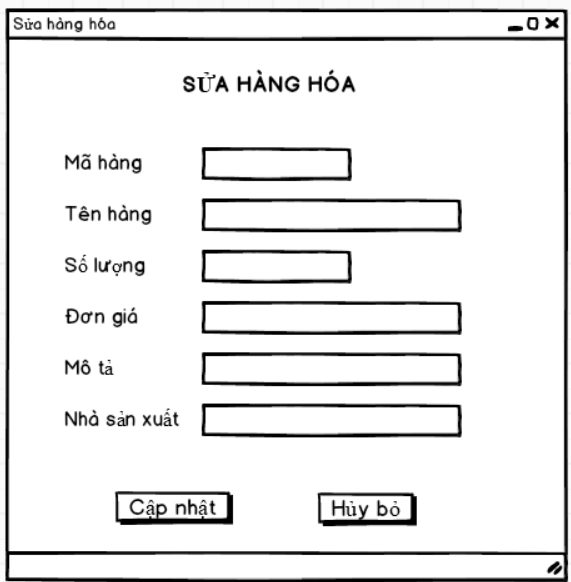 Sửa hàng hóa
SỬA HÀNG HÓA
Mã hàng
Tên hàng
Số lượng
Đơn giá
Mô tả
Nhà sản xuất
Cập nhật
Hủy bỏ